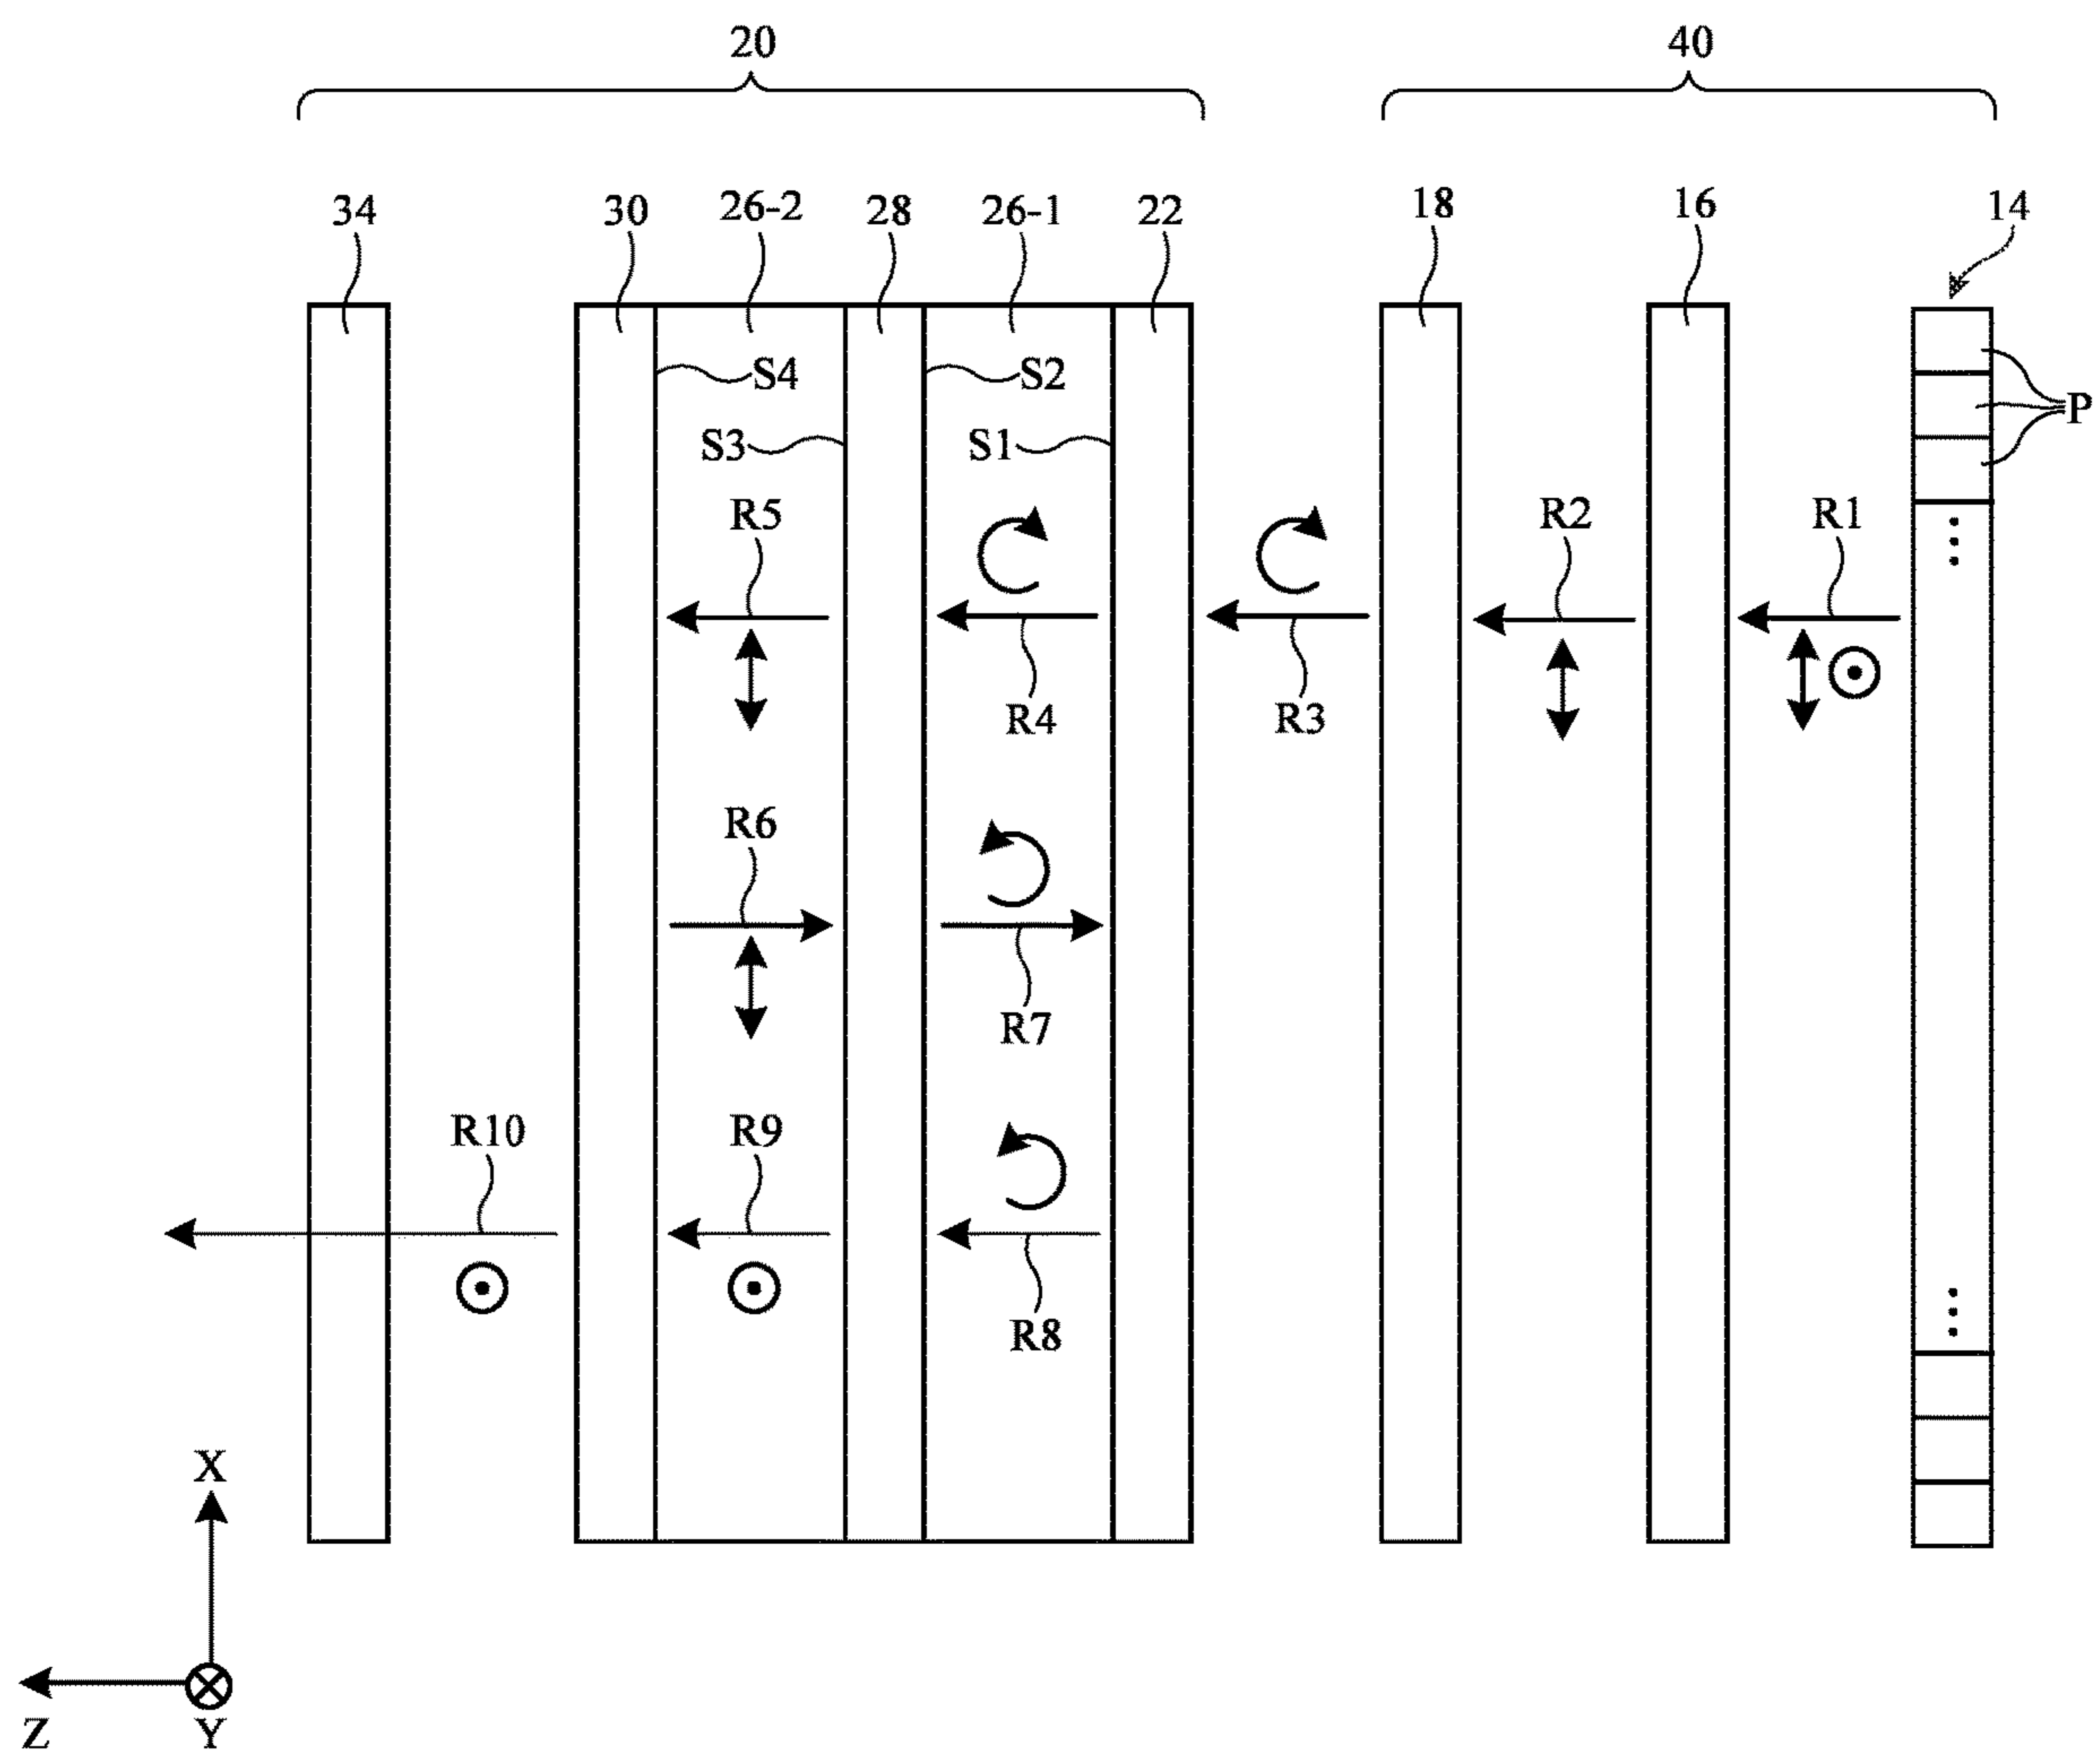 20 40
34 30 26-2 28 26-1 22 18 16 14
S4 S2
P
S3 S1
R5 R2 R1
R4 R3
R6
R7
R10 R9
R8
X
Z Y